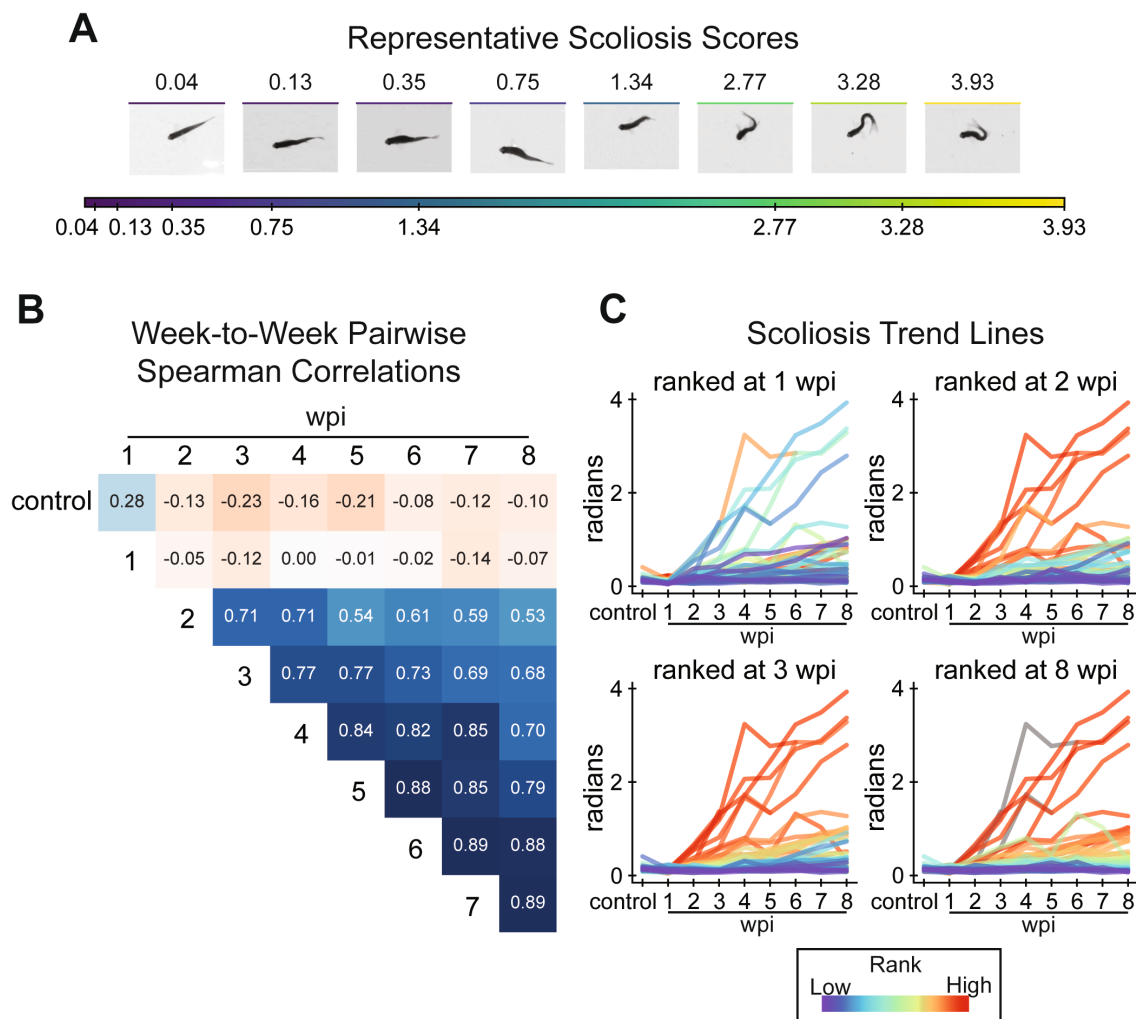 A
Representative Scoliosis Scores
0.04 0.13 0.35 0.75 1.34 2.77 3.28 3.93
0.04 0.13 0.35 0.75 1.34 2.77 3.28 3.93
B
Week-to-Week Pairwise
Spearman Correlations
wpi
1 2 3 4 5 6 7 8
control 0.28 -0.13 -0.23 -0.16 -0.21 -0.08 -0.12 -0.10
1 -0.05 -0.12 0.00 -0.01 -0.02 -0.14 -0.07
2 0.71 0.71 0.54 0.61 0.59 0.53
3 0.77 0.77 0.73 0.69 0.68
4 0.84 0.82 0.85 0.70
5 0.88 0.85 0.79
6 0.89 0.88
7 0.89
C
Scoliosis Trend Lines
ranked at 1 wpi
4
2
0
radians
control 1 2 3 4 5 6 7 8
wpi
ranked at 2 wpi
4
2
0
radians
control 1 2 3 4 5 6 7 8
wpi
ranked at 3 wpi
4
2
0
radians
control 1 2 3 4 5 6 7 8
wpi
ranked at 8 wpi
4
2
0
radians
control 1 2 3 4 5 6 7 8
wpi
Rank
Low High